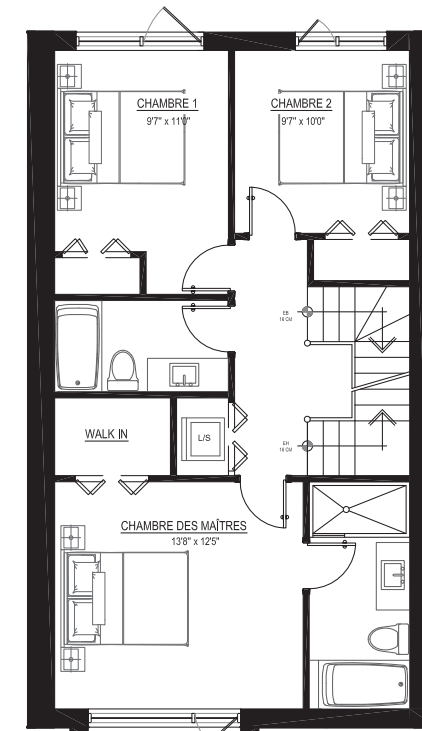 CHAMBRE 1
9'7" x 11'0"
CHAMBRE 2
9'7" x 10'0"
EB
16 CM
WALK IN
L/S
EH
16 CM
CHAMBRE DES MAÎTRES
13'8" x 12'5"